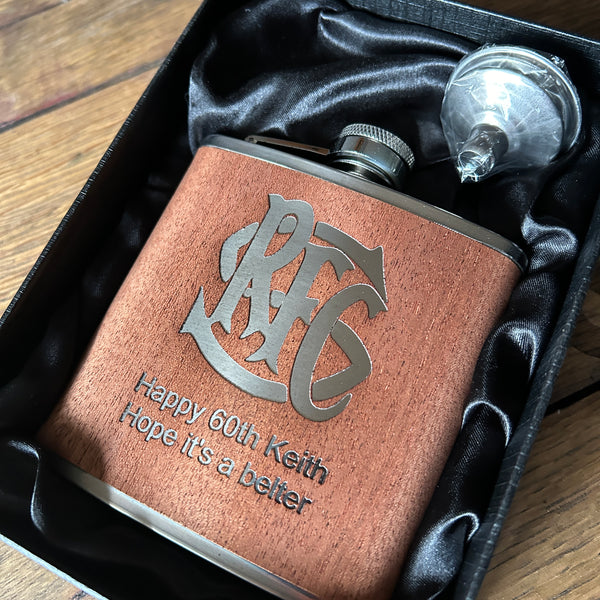 RFC
Happy 60th Keith
Hope it's a belter